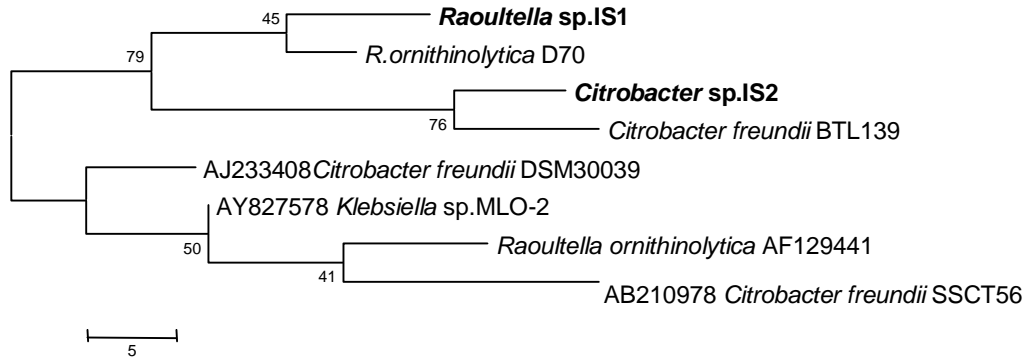 45
Raoultella sp.IS1
R.ornithinolytica D70
79
Citrobacter sp.IS2
76
Citrobacter freundii BTL139
AJ233408Citrobacter freundii DSM30039
AY827578 Klebsiella sp.MLO-2
50
Raoultella ornithinolytica AF129441
41
AB210978 Citrobacter freundii SSCT56
5